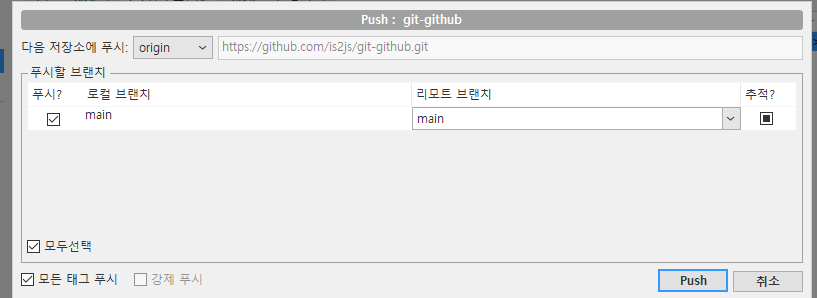 Push : git-github
다음 저장소에 푸시: origin https://github.com/is2js/git-github.git
푸시할 브랜치
푸시? 로컬 브랜치 리모트 브랜치 추적?
main main
모두선택
모든 태그 푸시 강제 푸시 Push 취소